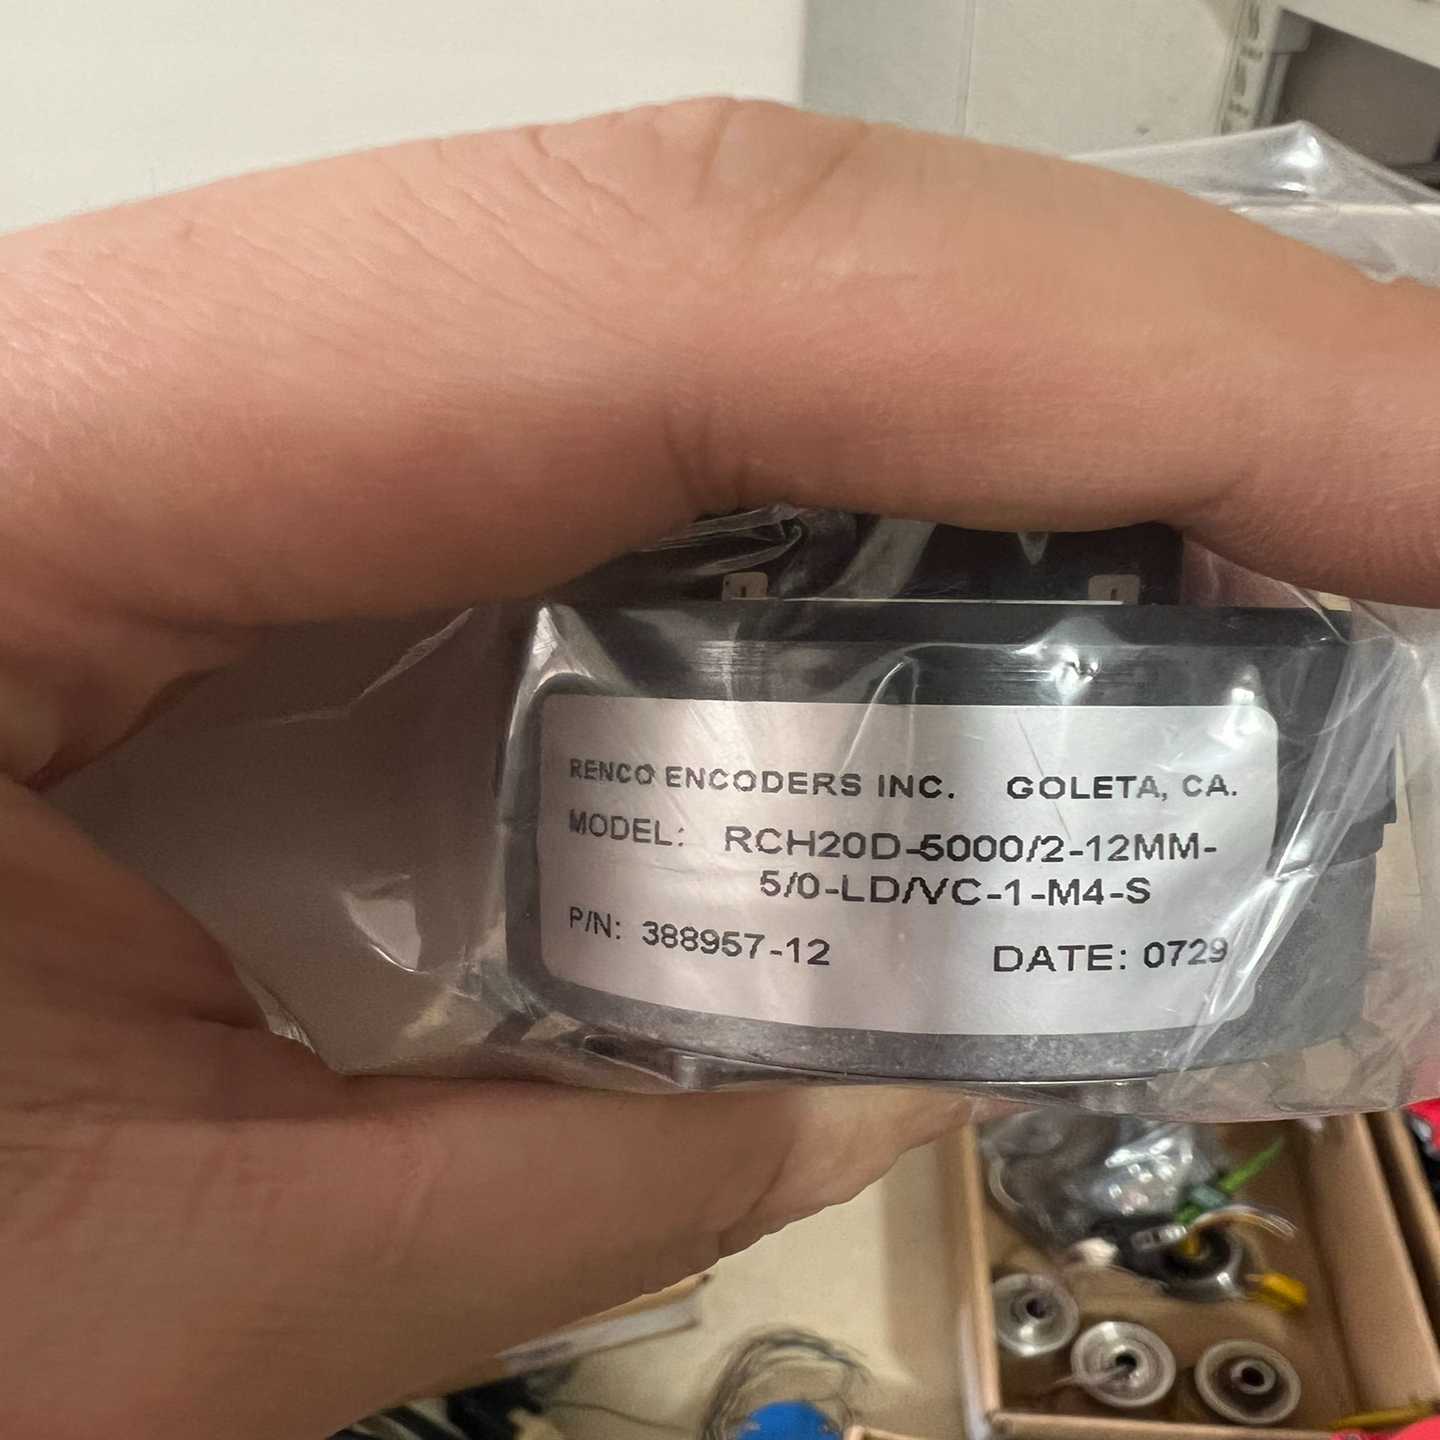 RENCO ENCODERS INC. GOLETA, CA.
MODEL: RCH20D-5000/2-12MM-
5/0-LD/VC-1-M4-S
P/N: 388957-12 DATE: 0729